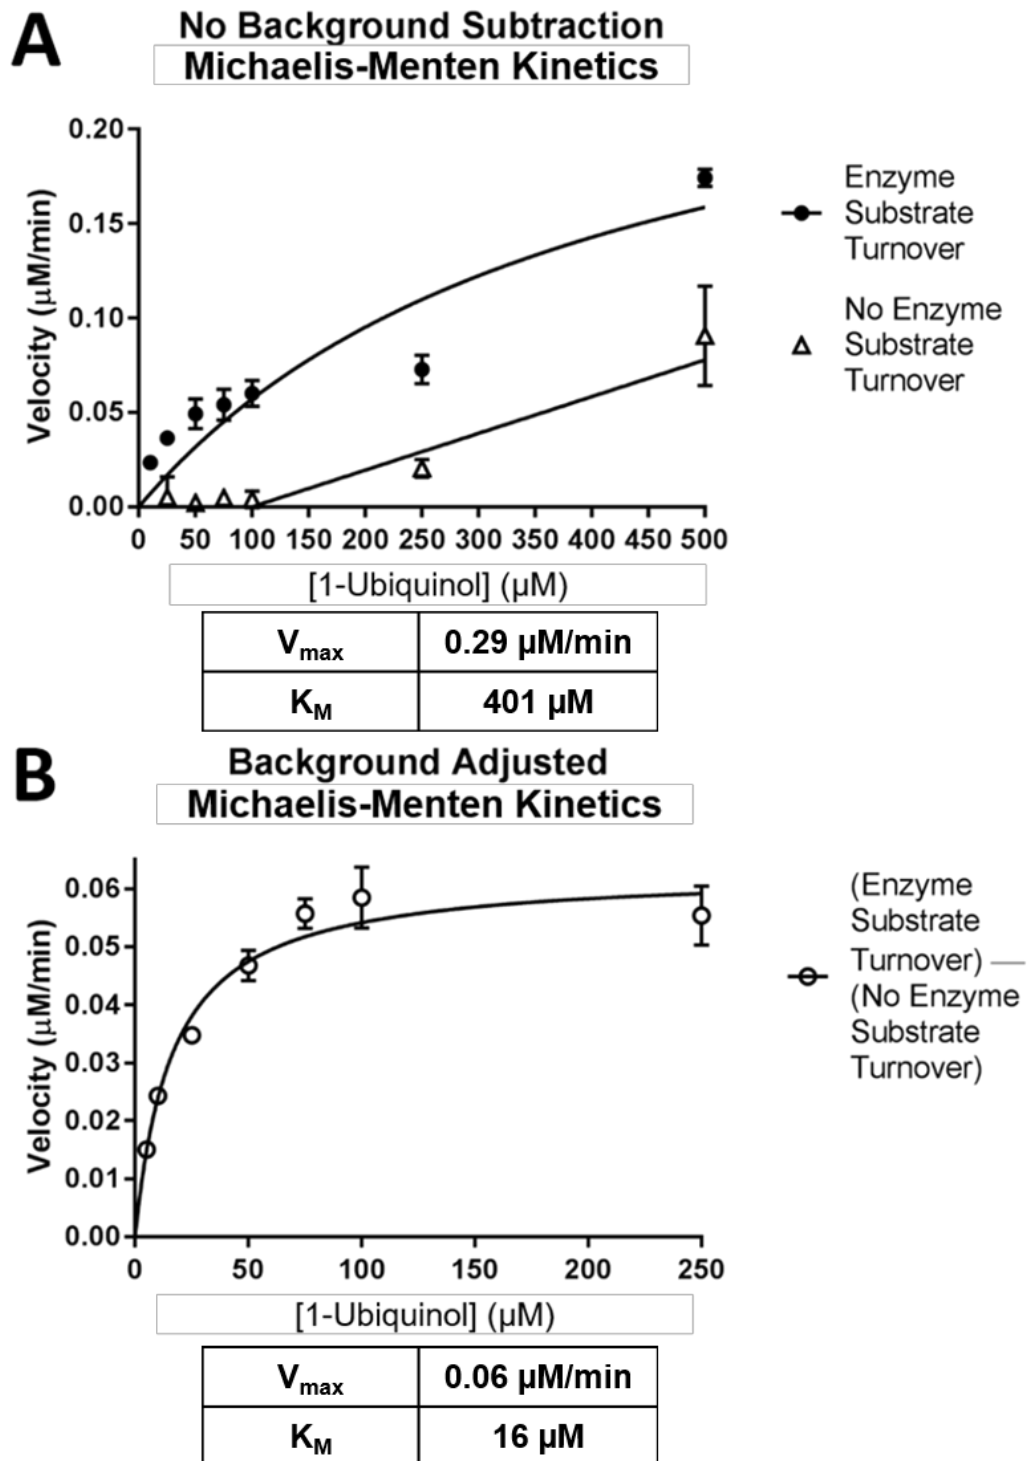 A
No Background Subtraction
Michaelis-Menten Kinetics
Velocity (µM/min)
0.20
0.15
0.10
0.05
0.00
0 50 100 150 200 250 300 350 400 450 500
[1-Ubiquinol] (µM)
Enzyme
Substrate
Turnover
No Enzyme
Substrate
Turnover
Vmax 0.29 µM/min
KM 401 µM
B
Background Adjusted
Michaelis-Menten Kinetics
Velocity (µM/min)
0.06
0.05
0.04
0.03
0.02
0.01
0.00
0 50 100 150 200 250
[1-Ubiquinol] (µM)
(Enzyme
Substrate
Turnover) —
(No Enzyme
Substrate
Turnover)
Vmax 0.06 µM/min
KM 16 µM